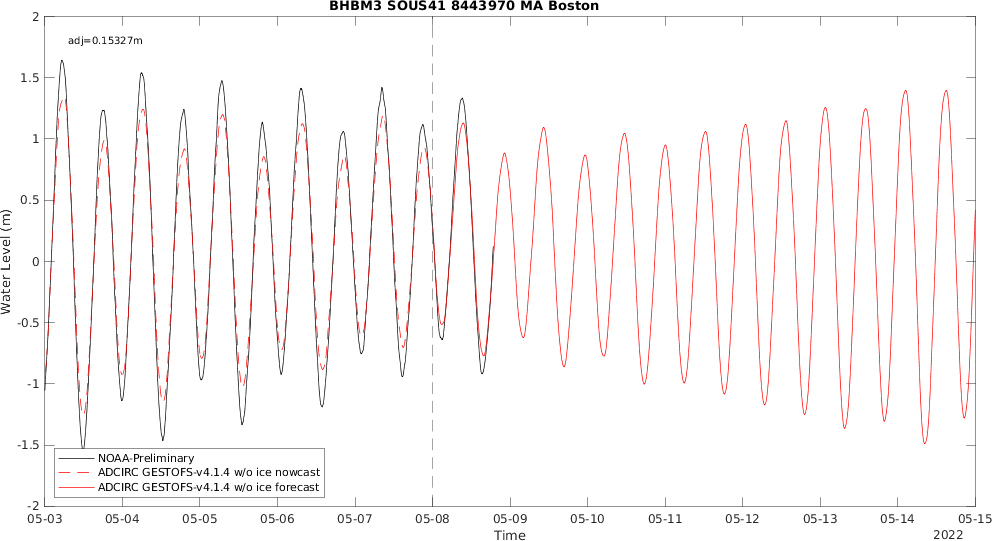 BHBM3 SOUS41 8443970 MA Boston
adj=0.15327m
Water Level (m)
2
1.5
1
0.5
0
-0.5
-1
-1.5
-2
NOAA-Preliminary
ADCIRC GESTOFS-v4.1.4 w/o ice nowcast
ADCIRC GESTOFS-v4.1.4 w/o ice forecast
05-03 05-04 05-05 05-06 05-07 05-08 05-09 05-10 05-11 05-12 05-13 05-14 05-15
Time
2022